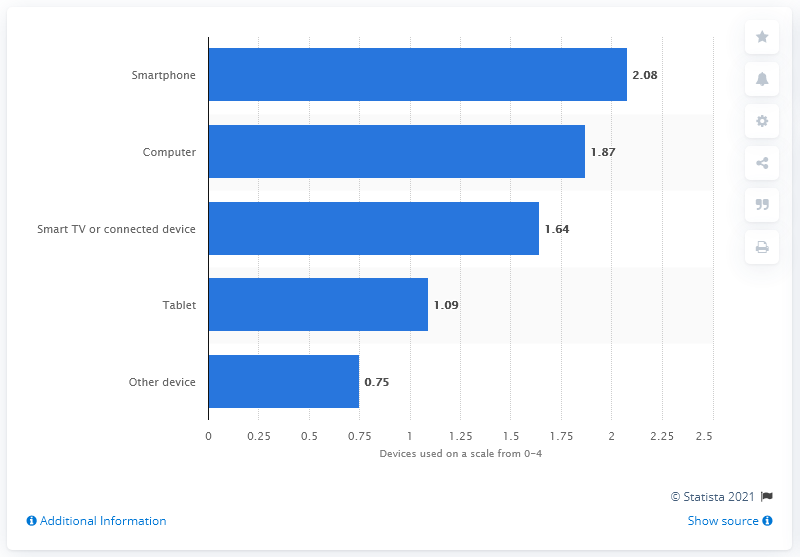 Smartphone
2.08
Computer
1.87
Smart TV or connected device
1.64
Tablet
1.09
Other device
0.75
0 0.25 0.5 0.75 1 1.25 1.5 1.75 2 2.25 2.5
Devices used on a scale from 0-4
© Statista 2021
Additional Information
Show source